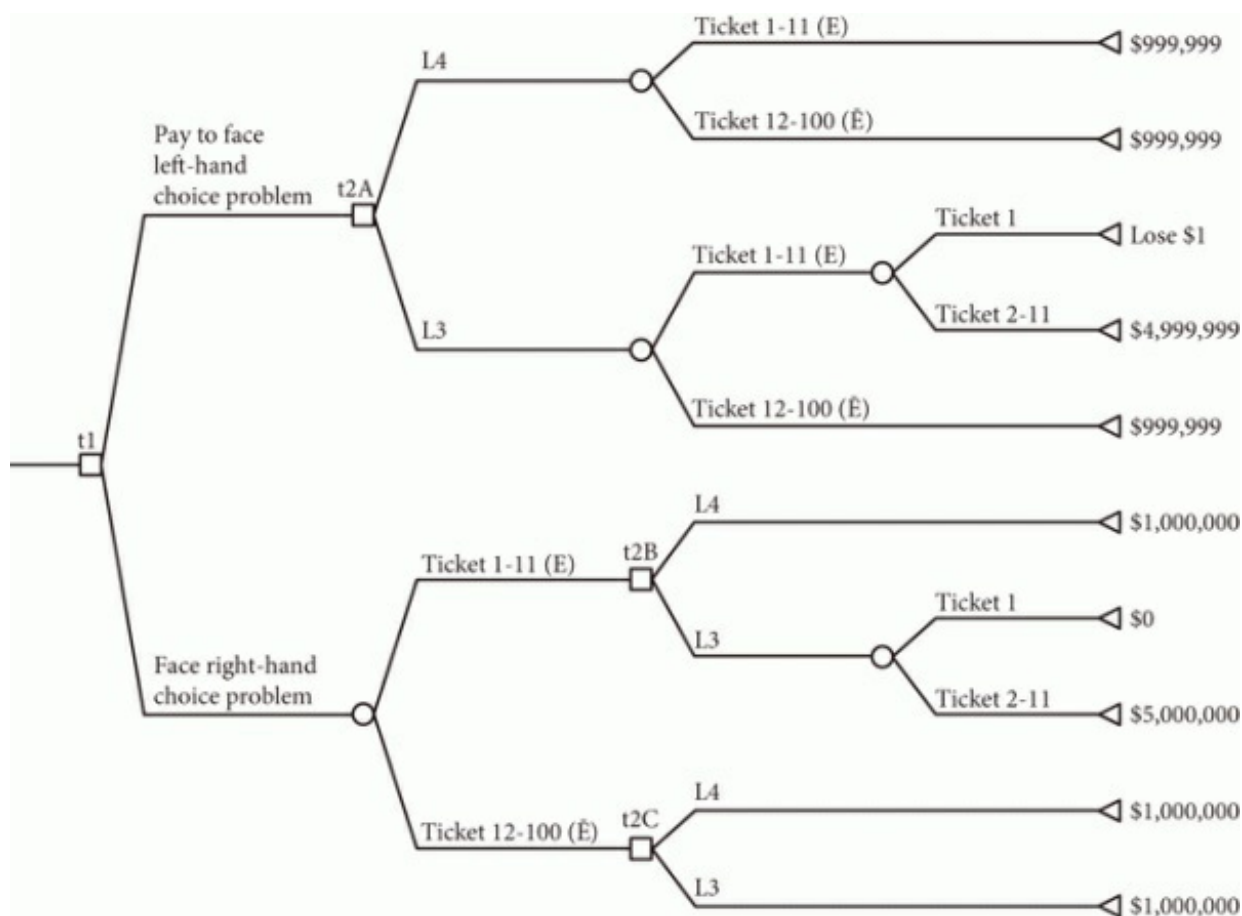 Ticket 1-11 (E)
$999,999
L4
Ticket 12-100 (Ē)
$999,999
Pay to face
left-hand
choice problem
t2A
Ticket 1
Lose $1
Ticket 1-11 (E)
Ticket 2-11
$4,999,999
L3
Ticket 12-100 (Ē)
$999,999
t1
L4
$1,000,000
t2B
Ticket 1-11 (E)
Ticket 1
$0
L3
Ticket 2-11
$5,000,000
Face right-hand
choice problem
L4
$1,000,000
t2C
Ticket 12-100 (Ē)
L3
$1,000,000